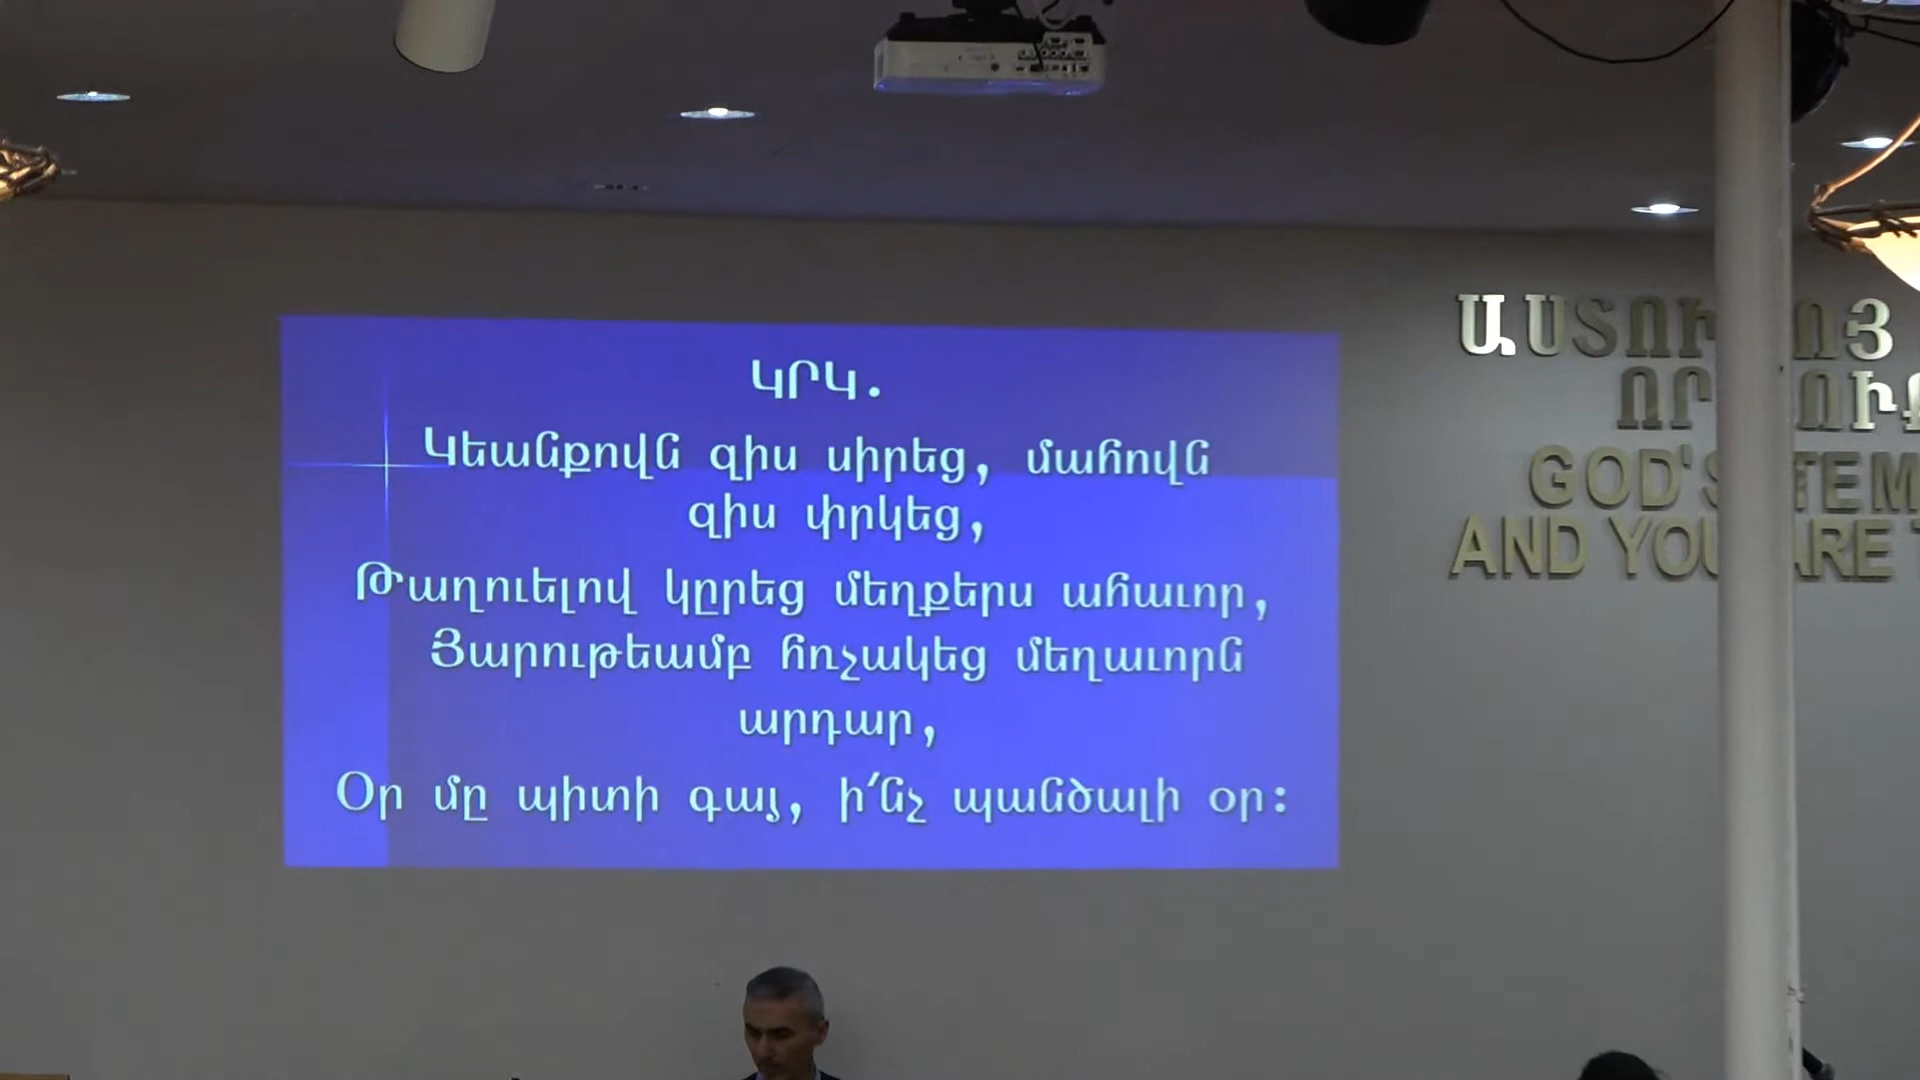 ԿՐԿ.
Կեանքովն զիս սիրեց, մահովն
զիս փրկեց,
Թաղուելով կըրեց մեղքերս ահաւոր,
Յարութեամբ հռչակեց մեղաւորն
արդար,
Օր մը պիտի գայ, ի՛նչ պանծալի օր:
GOD'S
AND YOU ARE